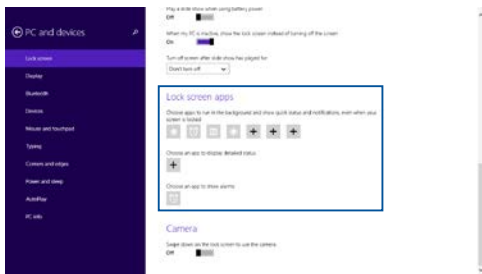 PC and devices
Lock screen
Display
Bluetooth
Devices
Mouse and touchpad
Typing
Corners and edges
Power and sleep
AutoPlay
PC info
Play a slide show when using battery power
Off
When my PC is inactive, show the lock screen instead of turning off the screen
On
Turn off screen after slide show has played for
Don't turn off
Lock screen apps
Choose apps to run in the background and show quick status and notifications, even when your
screen is locked
Choose an app to display detailed status
Choose an app to show alarms
Camera
Swipe down on the lock screen to use the camera
Off